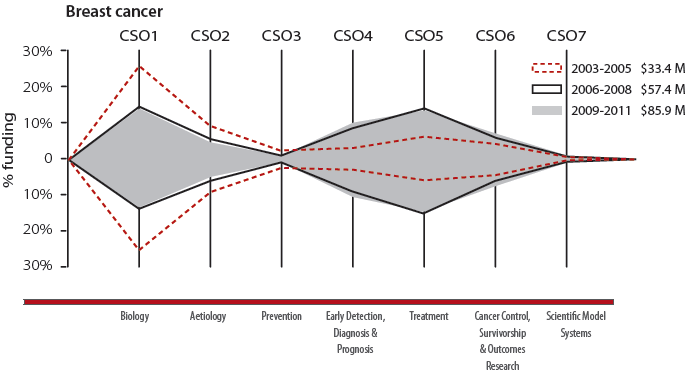 Breast cancer
CSO1 CSO2 CSO3 CSO4 CSO5 CSO6 CSO7
30%
20%
10%
0
10%
20%
30%
% funding
2003-2005 $33.4 M
2006-2008 $57.4 M
2009-2011 $85.9 M
Biology
Aetiology
Prevention
Early Detection,
Diagnosis &
Prognosis
Treatment
Cancer Control,
Survivorship
& Outcomes
Research
Scientific Model
Systems